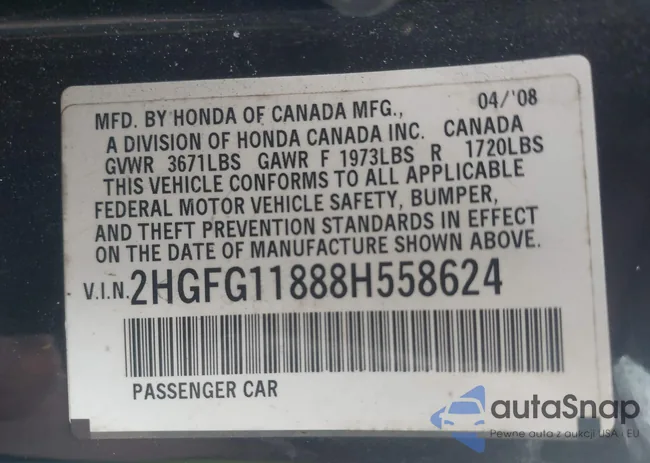 MFD. BY HONDA OF CANADA MFG., 04/'08
A DIVISION OF HONDA CANADA INC. CANADA
GVWR 3671LBS GAWR F 1973LBS R 1720LBS
THIS VEHICLE CONFORMS TO ALL APPLICABLE
FEDERAL MOTOR VEHICLE SAFETY, BUMPER,
AND THEFT PREVENTION STANDARDS IN EFFECT
ON THE DATE OF MANUFACTURE SHOWN ABOVE.
V.I.N. 2HGFG11888H558624
PASSENGER CAR
autaSnap
Pewne auta z aukcji USA i EU